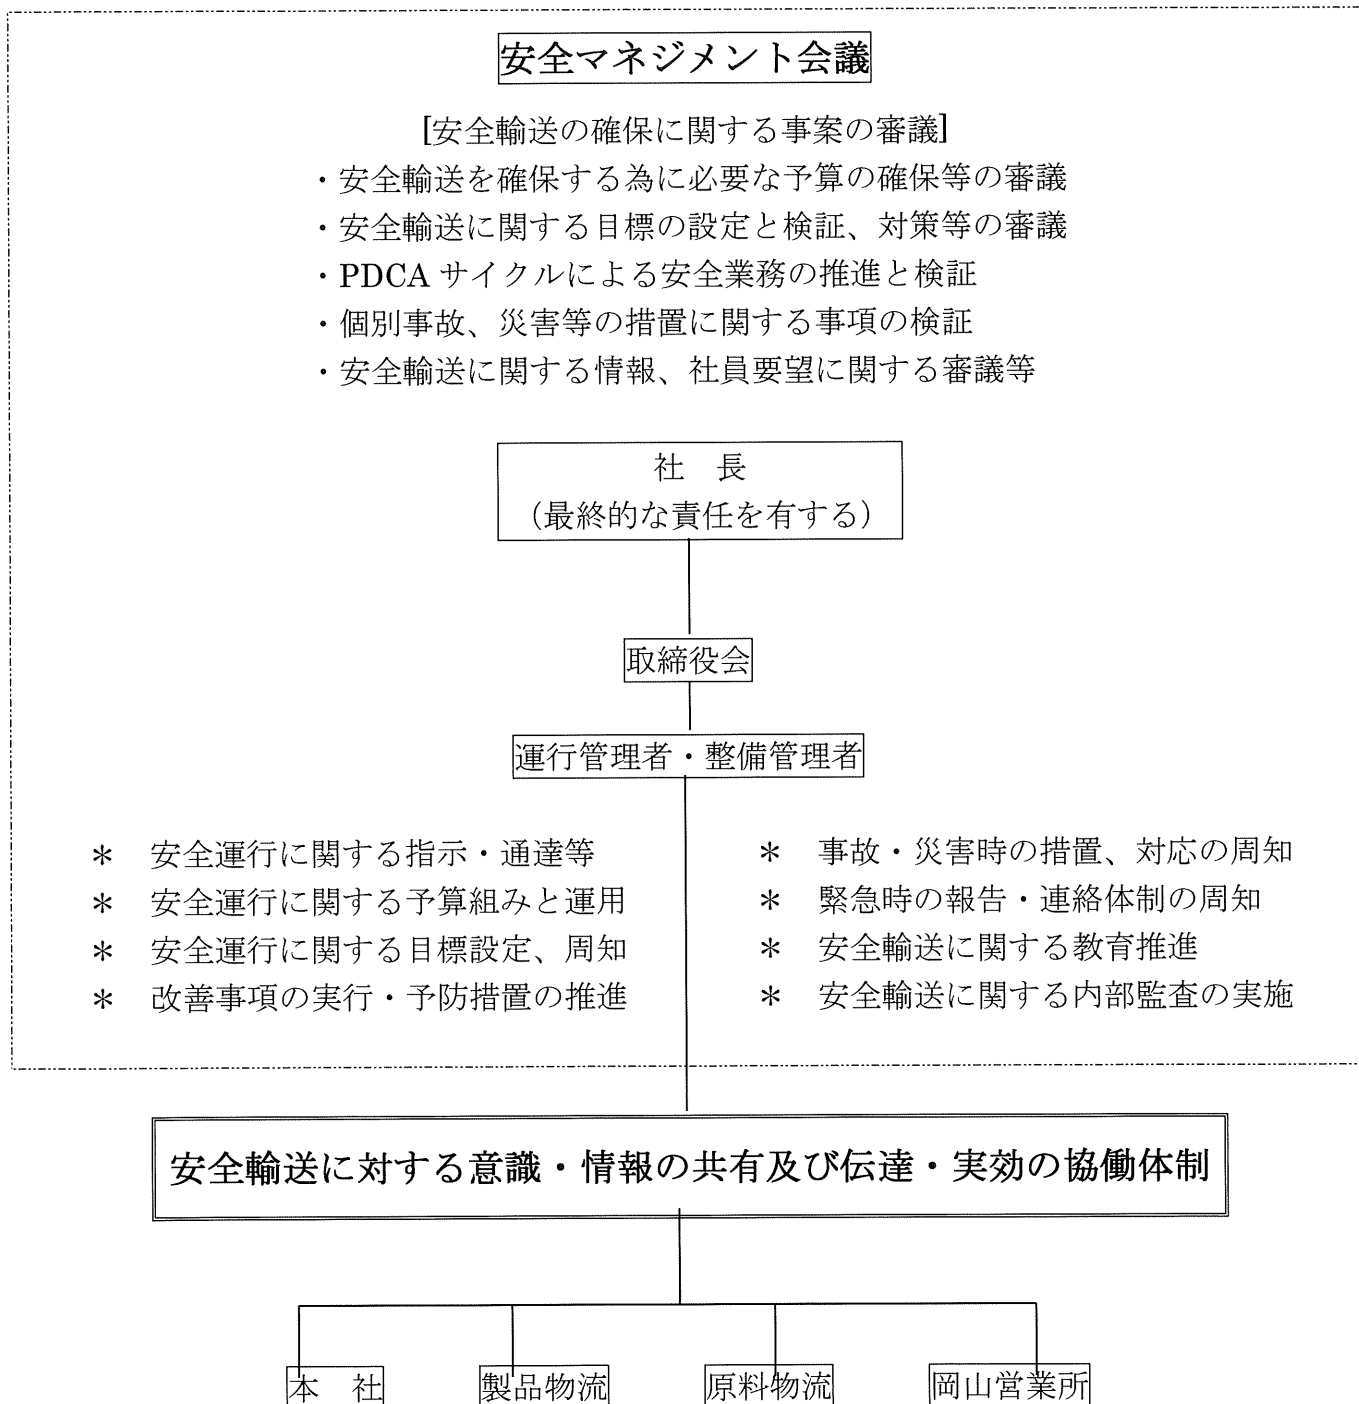 安全マネジメント会議
[安全輸送の確保に関する事案の審議]
・安全輸送を確保する為に必要な予算の確保等の審議
・安全輸送に関する目標の設定と検証、対策等の審議
・PDCA サイクルによる安全業務の推進と検証
・個別事故、災害等の措置に関する事項の検証
・安全輸送に関する情報、社員要望に関する審議等
社　長
（最終的な責任を有する）
取締役会
運行管理者・整備管理者
＊　安全運行に関する指示・通達等
＊　安全運行に関する予算組みと運用
＊　安全運行に関する目標設定、周知
＊　改善事項の実行・予防措置の推進
＊　事故・災害時の措置、対応の周知
＊　緊急時の報告・連絡体制の周知
＊　安全輸送に関する教育推進
＊　安全輸送に関する内部監査の実施
安全輸送に対する意識・情報の共有及び伝達・実効の協働体制
本　社
製品物流
原料物流
岡山営業所